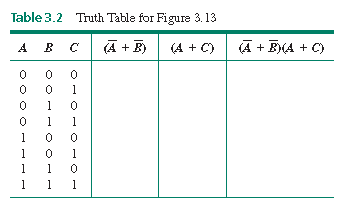 Table 3.2 Truth Table for Figure 3.13
A B C (A̅ + B̅) (A + C) (A̅ + B̅)(A + C)
0 0 0
0 0 1
0 1 0
0 1 1
1 0 0
1 0 1
1 1 0
1 1 1